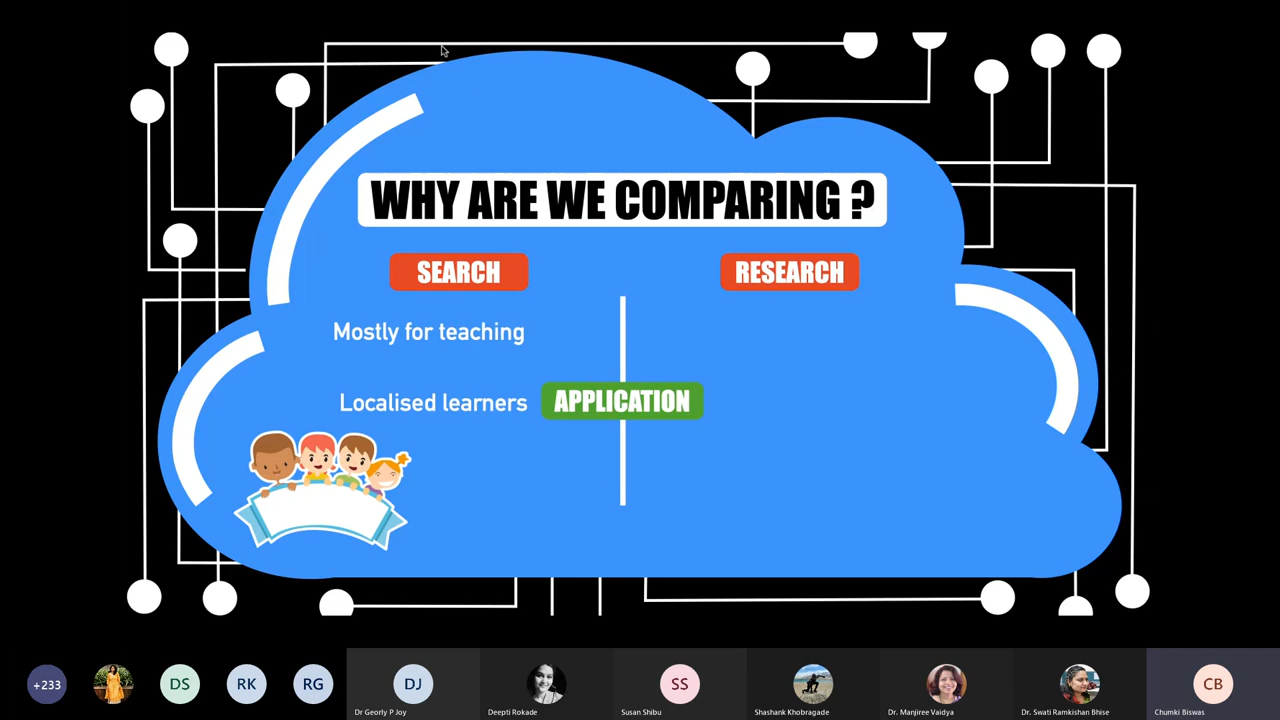 WHY ARE WE COMPARING ?
SEARCH
RESEARCH
Mostly for teaching
Localised learners
APPLICATION
+233
DS
RK
RG
DJ
SS
CB
Dr Georly P Joy
Deepti Rokade
Susan Shibu
Shashank Khobragade
Dr. Manjiree Vaidya
Dr. Swati Ramkishan Bhise
Chumki Biswas